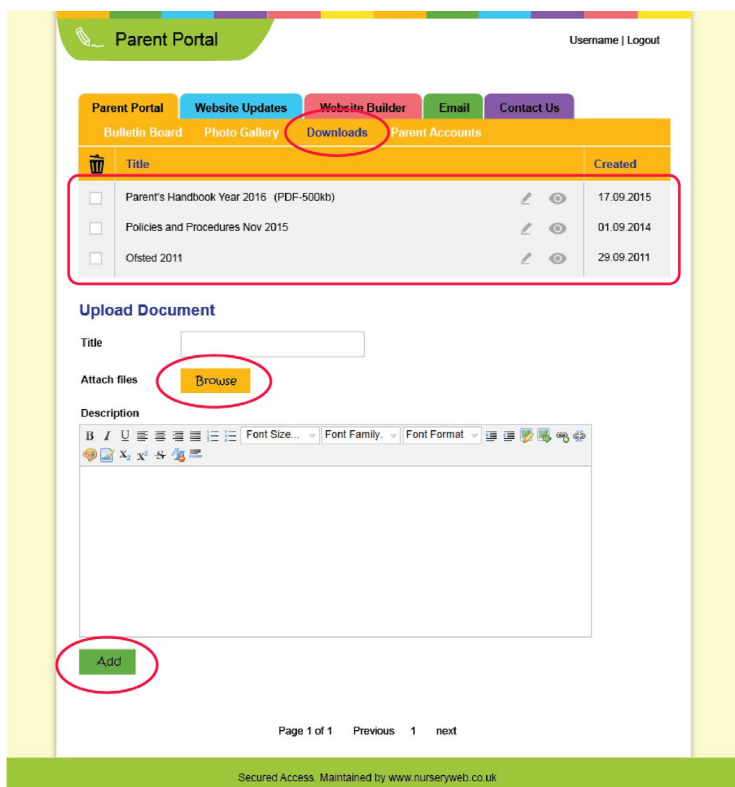 Parent Portal
Username | Logout
Parent Portal Website Updates Website Builder Email Contact Us
Bulletin Board Photo Gallery Downloads Parent Accounts
Title Created
Parent's Handbook Year 2016 (PDF-500kb) 17.09.2015
Policies and Procedures Nov 2015 01.09.2014
Ofsted 2011 29.09.2011
Upload Document
Title
Attach files Browse
Description
B I U Font Size... Font Family. Font Format
X₂ X² S
Add
Page 1 of 1 Previous 1 next
Secured Access. Maintained by www.nurseryweb.co.uk